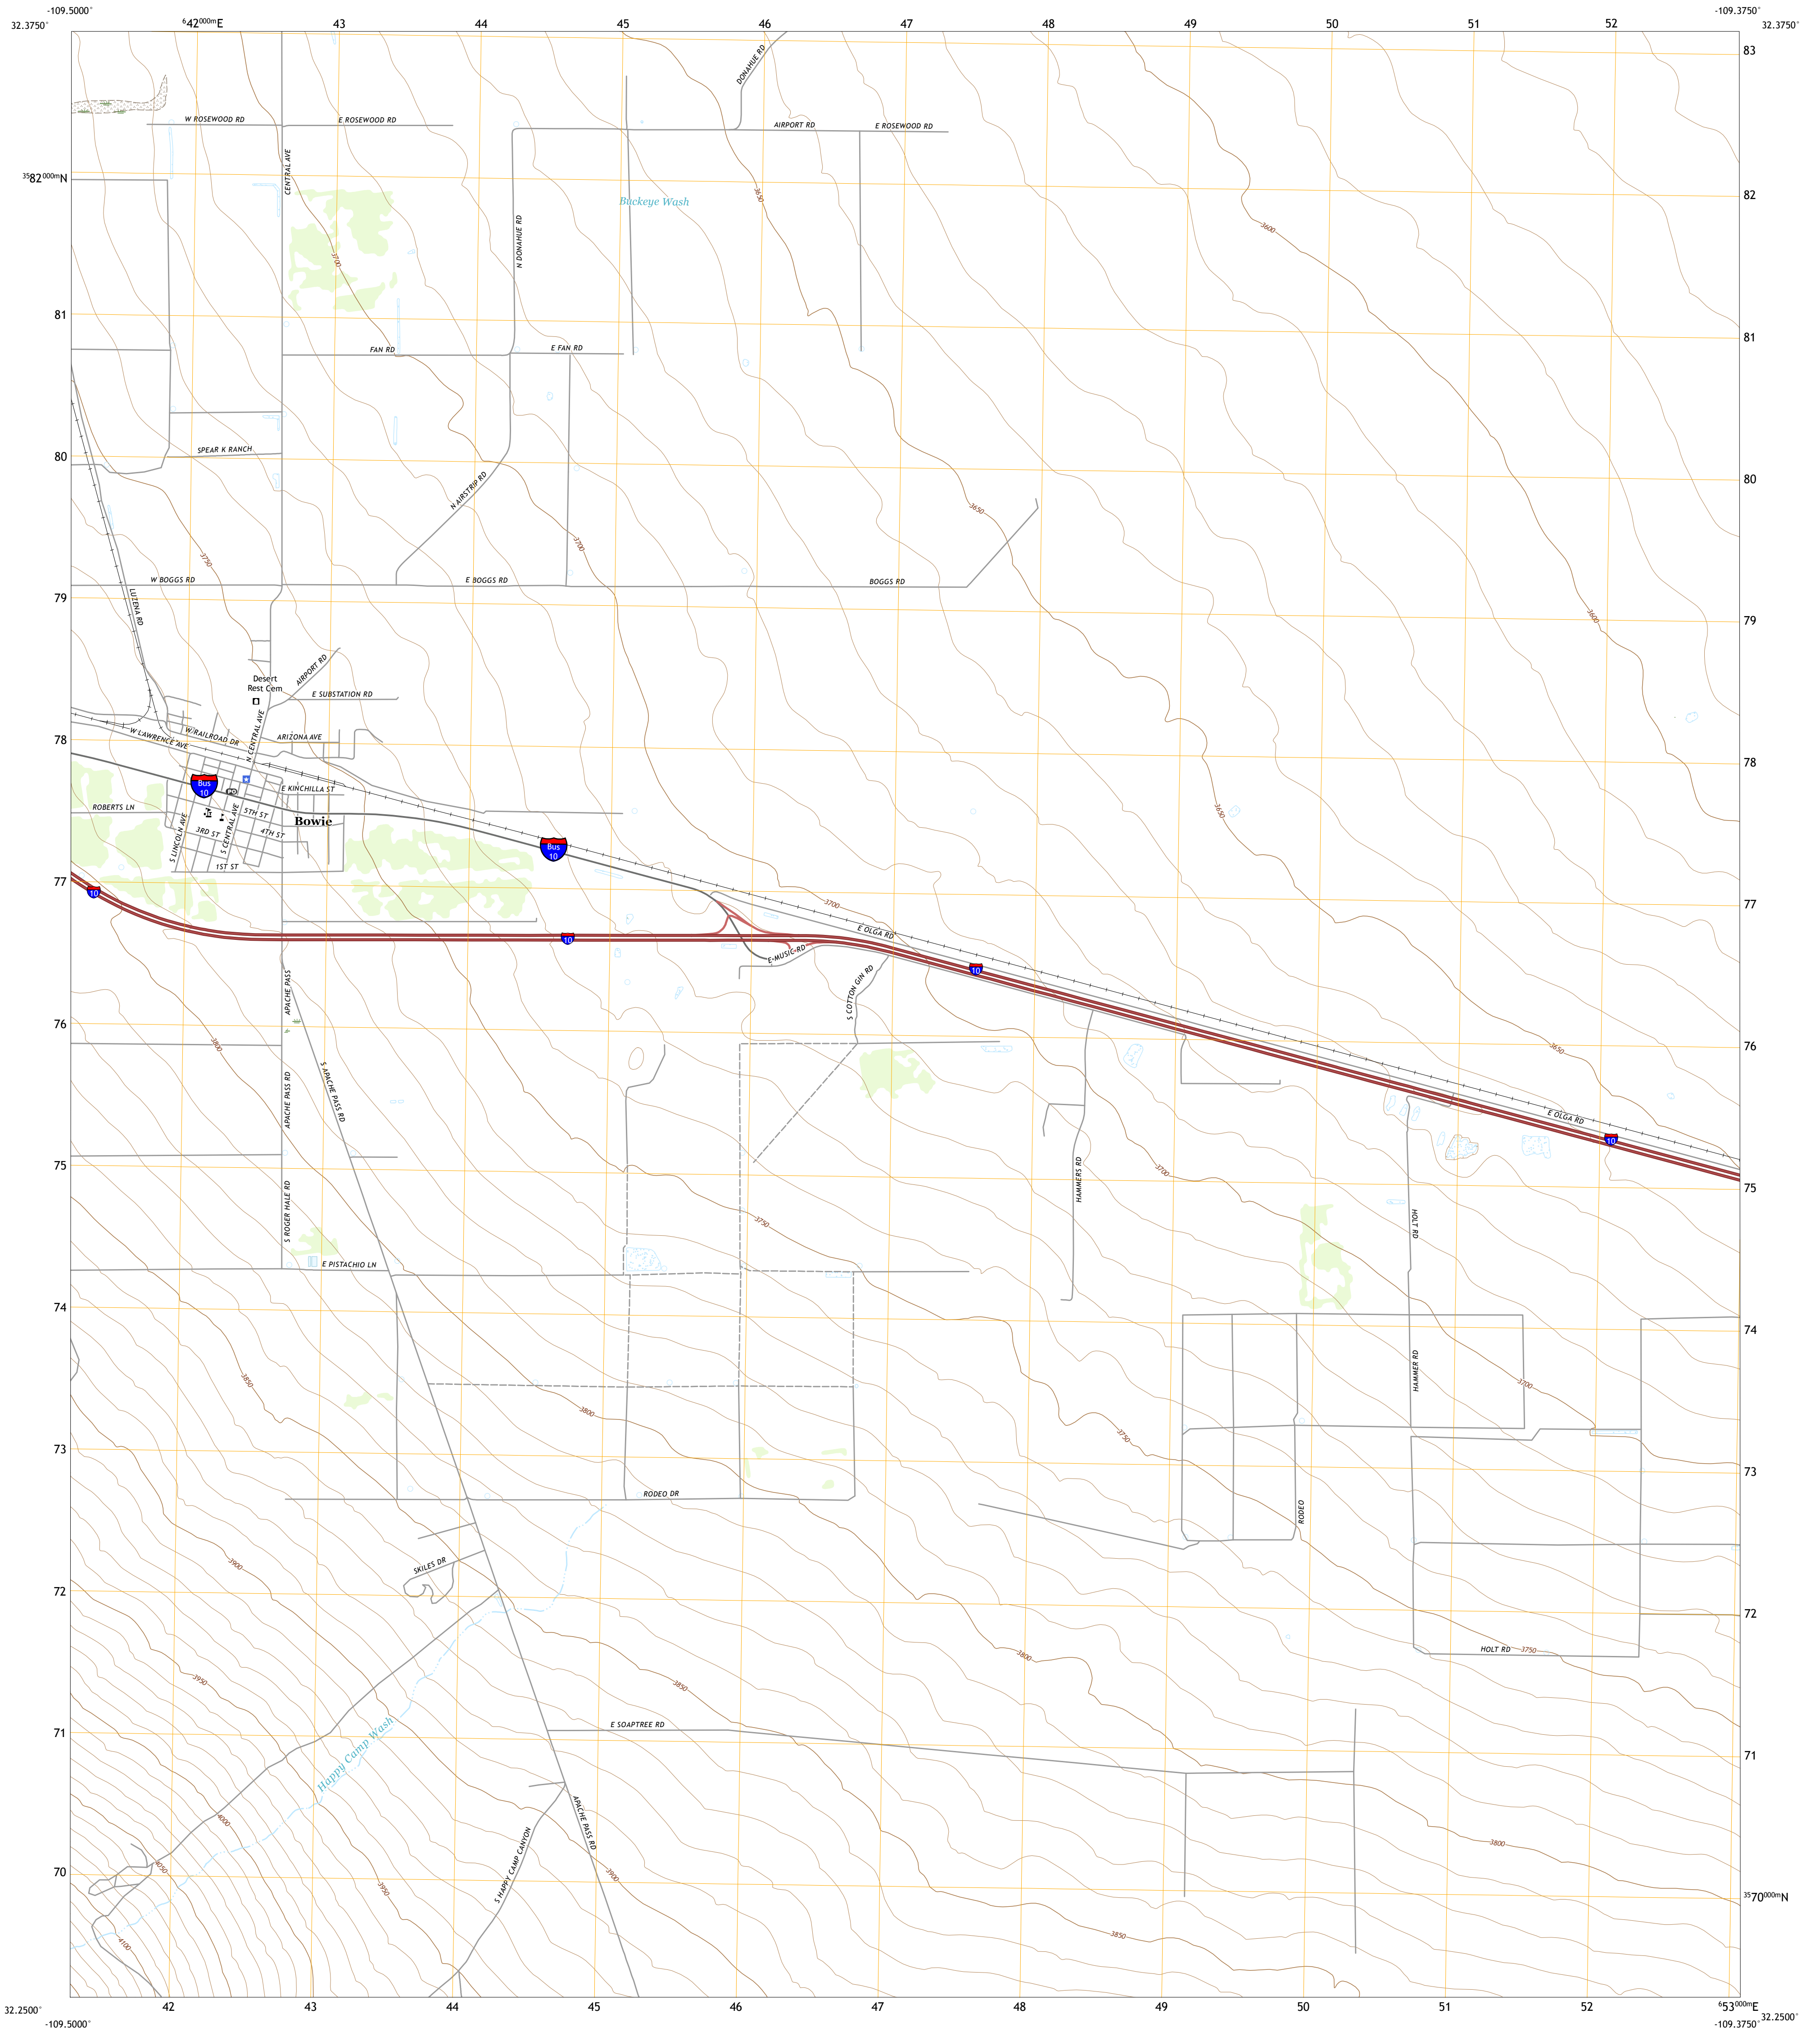 -109.5000°
-109.3750°
32.3750°
⁶42⁰⁰⁰ᵐE
43
44
45
46
47
48
49
50
51
52
32.3750°
83
DONAHUE RD
W ROSEWOOD RD
E ROSEWOOD RD
AIRPORT RD
E ROSEWOOD RD
CENTRAL AVE
³⁵82⁰⁰⁰ᵐN
82
3650
Buckeye Wash
N DONAHUE RD
3600
3700
81
81
FAN RD
E FAN RD
SPEAR K RANCH
80
80
N AIRSTRIP RD
3650
3700
3750
W BOGGS RD
E BOGGS RD
BOGGS RD
LUZENA RD
79
3600
79
AIRPORT RD
Desert
Rest Cem
E SUBSTATION RD
N CENTRAL AVE
W RAILROAD DR
W LAWRENCE AVE
ARIZONA AVE
78
78
Bus
10
PO
E KINCHILLA ST
ROBERTS LN
S LINCOLN AVE
S CENTRAL AVE
5TH ST
Bowie
3RD ST
4TH ST
3650
Bus
10
1ST ST
77
10
3700
77
E OLGA RD
10
E MUSIC RD
10
APACHE PASS
S COTTON GIN RD
76
3800
3650
76
S APACHE PASS RD
APACHE PASS RD
E OLGA RD
10
75
3700
HAMMERS RD
75
S ROGER HALE RD
3750
HOLT RD
E PISTACHIO LN
74
74
3850
HAMMER RD
3700
3800
3750
73
73
RODEO DR
RODEO
3900
SKILES DR
72
72
3800
HOLT RD
3750
3950
3850
E SOAPTREE RD
71
71
Happy Camp Wash
4000
APACHE PASS RD
3800
S HAPPY CAMP CANYON
4050
70
3950
3900
³⁵70⁰⁰⁰ᵐN
3850
4100
32.2500°
42
43
44
45
46
47
48
49
50
51
52
⁶53⁰⁰⁰ᵐE
32.2500°
-109.5000°
-109.3750°